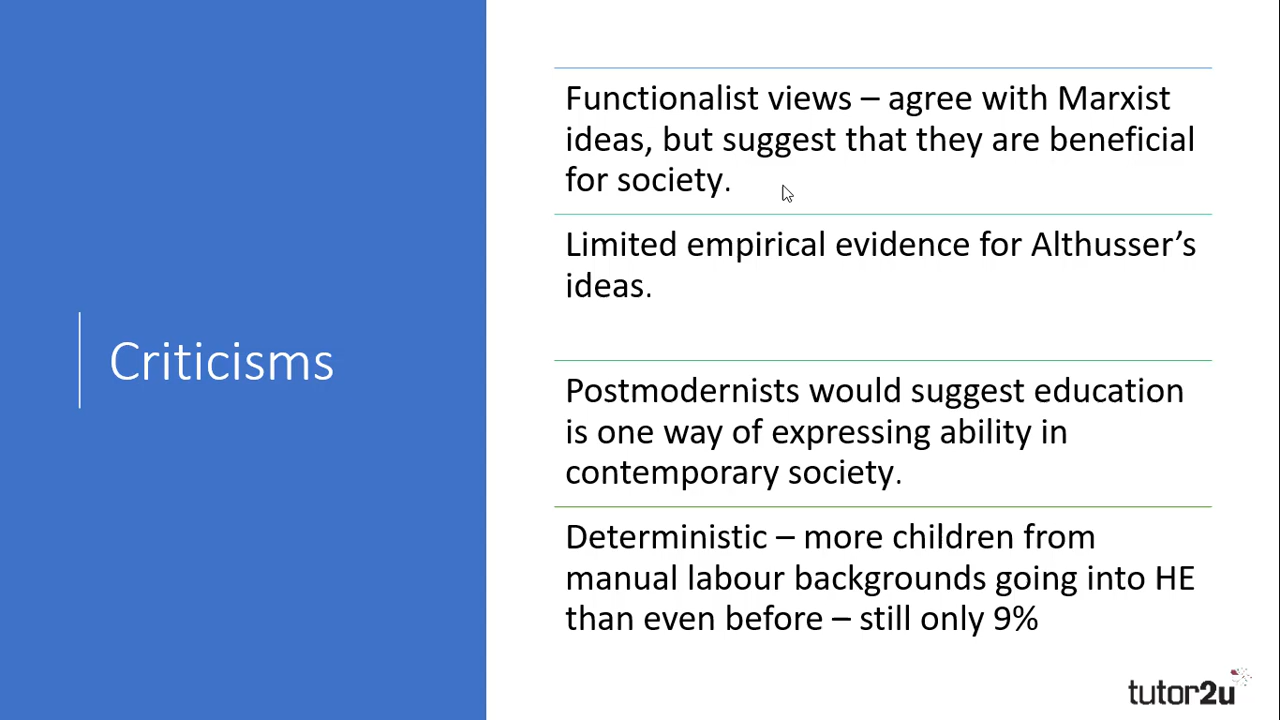 Criticisms
Functionalist views – agree with Marxist
ideas, but suggest that they are beneficial
for society.
Limited empirical evidence for Althusser’s
ideas.
Postmodernists would suggest education
is one way of expressing ability in
contemporary society.
Deterministic – more children from
manual labour backgrounds going into HE
than even before – still only 9%
tutor2u